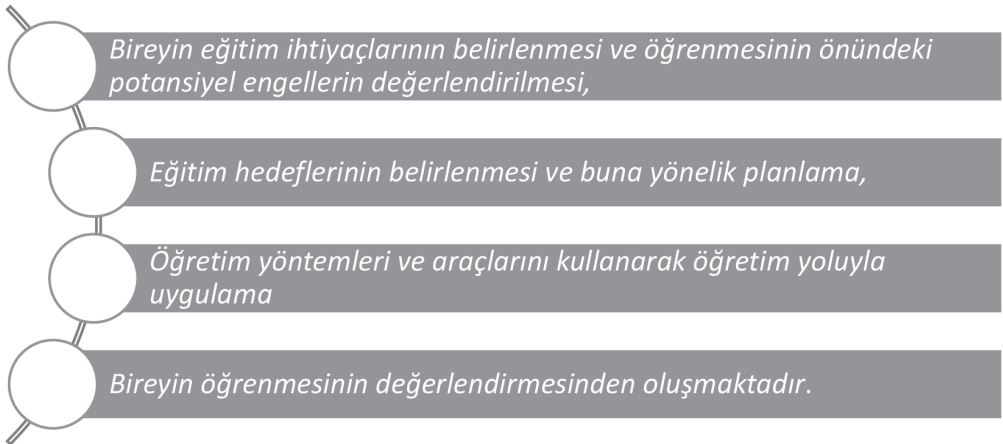 Bireyin eğitim ihtiyaçlarının belirlenmesi ve öğrenmesinin önündeki
potansiyel engellerin değerlendirilmesi,
Eğitim hedeflerinin belirlenmesi ve buna yönelik planlama,
Öğretim yöntemleri ve araçlarını kullanarak öğretim yoluyla
uygulama
Bireyin öğrenmesinin değerlendirmesinden oluşmaktadır.